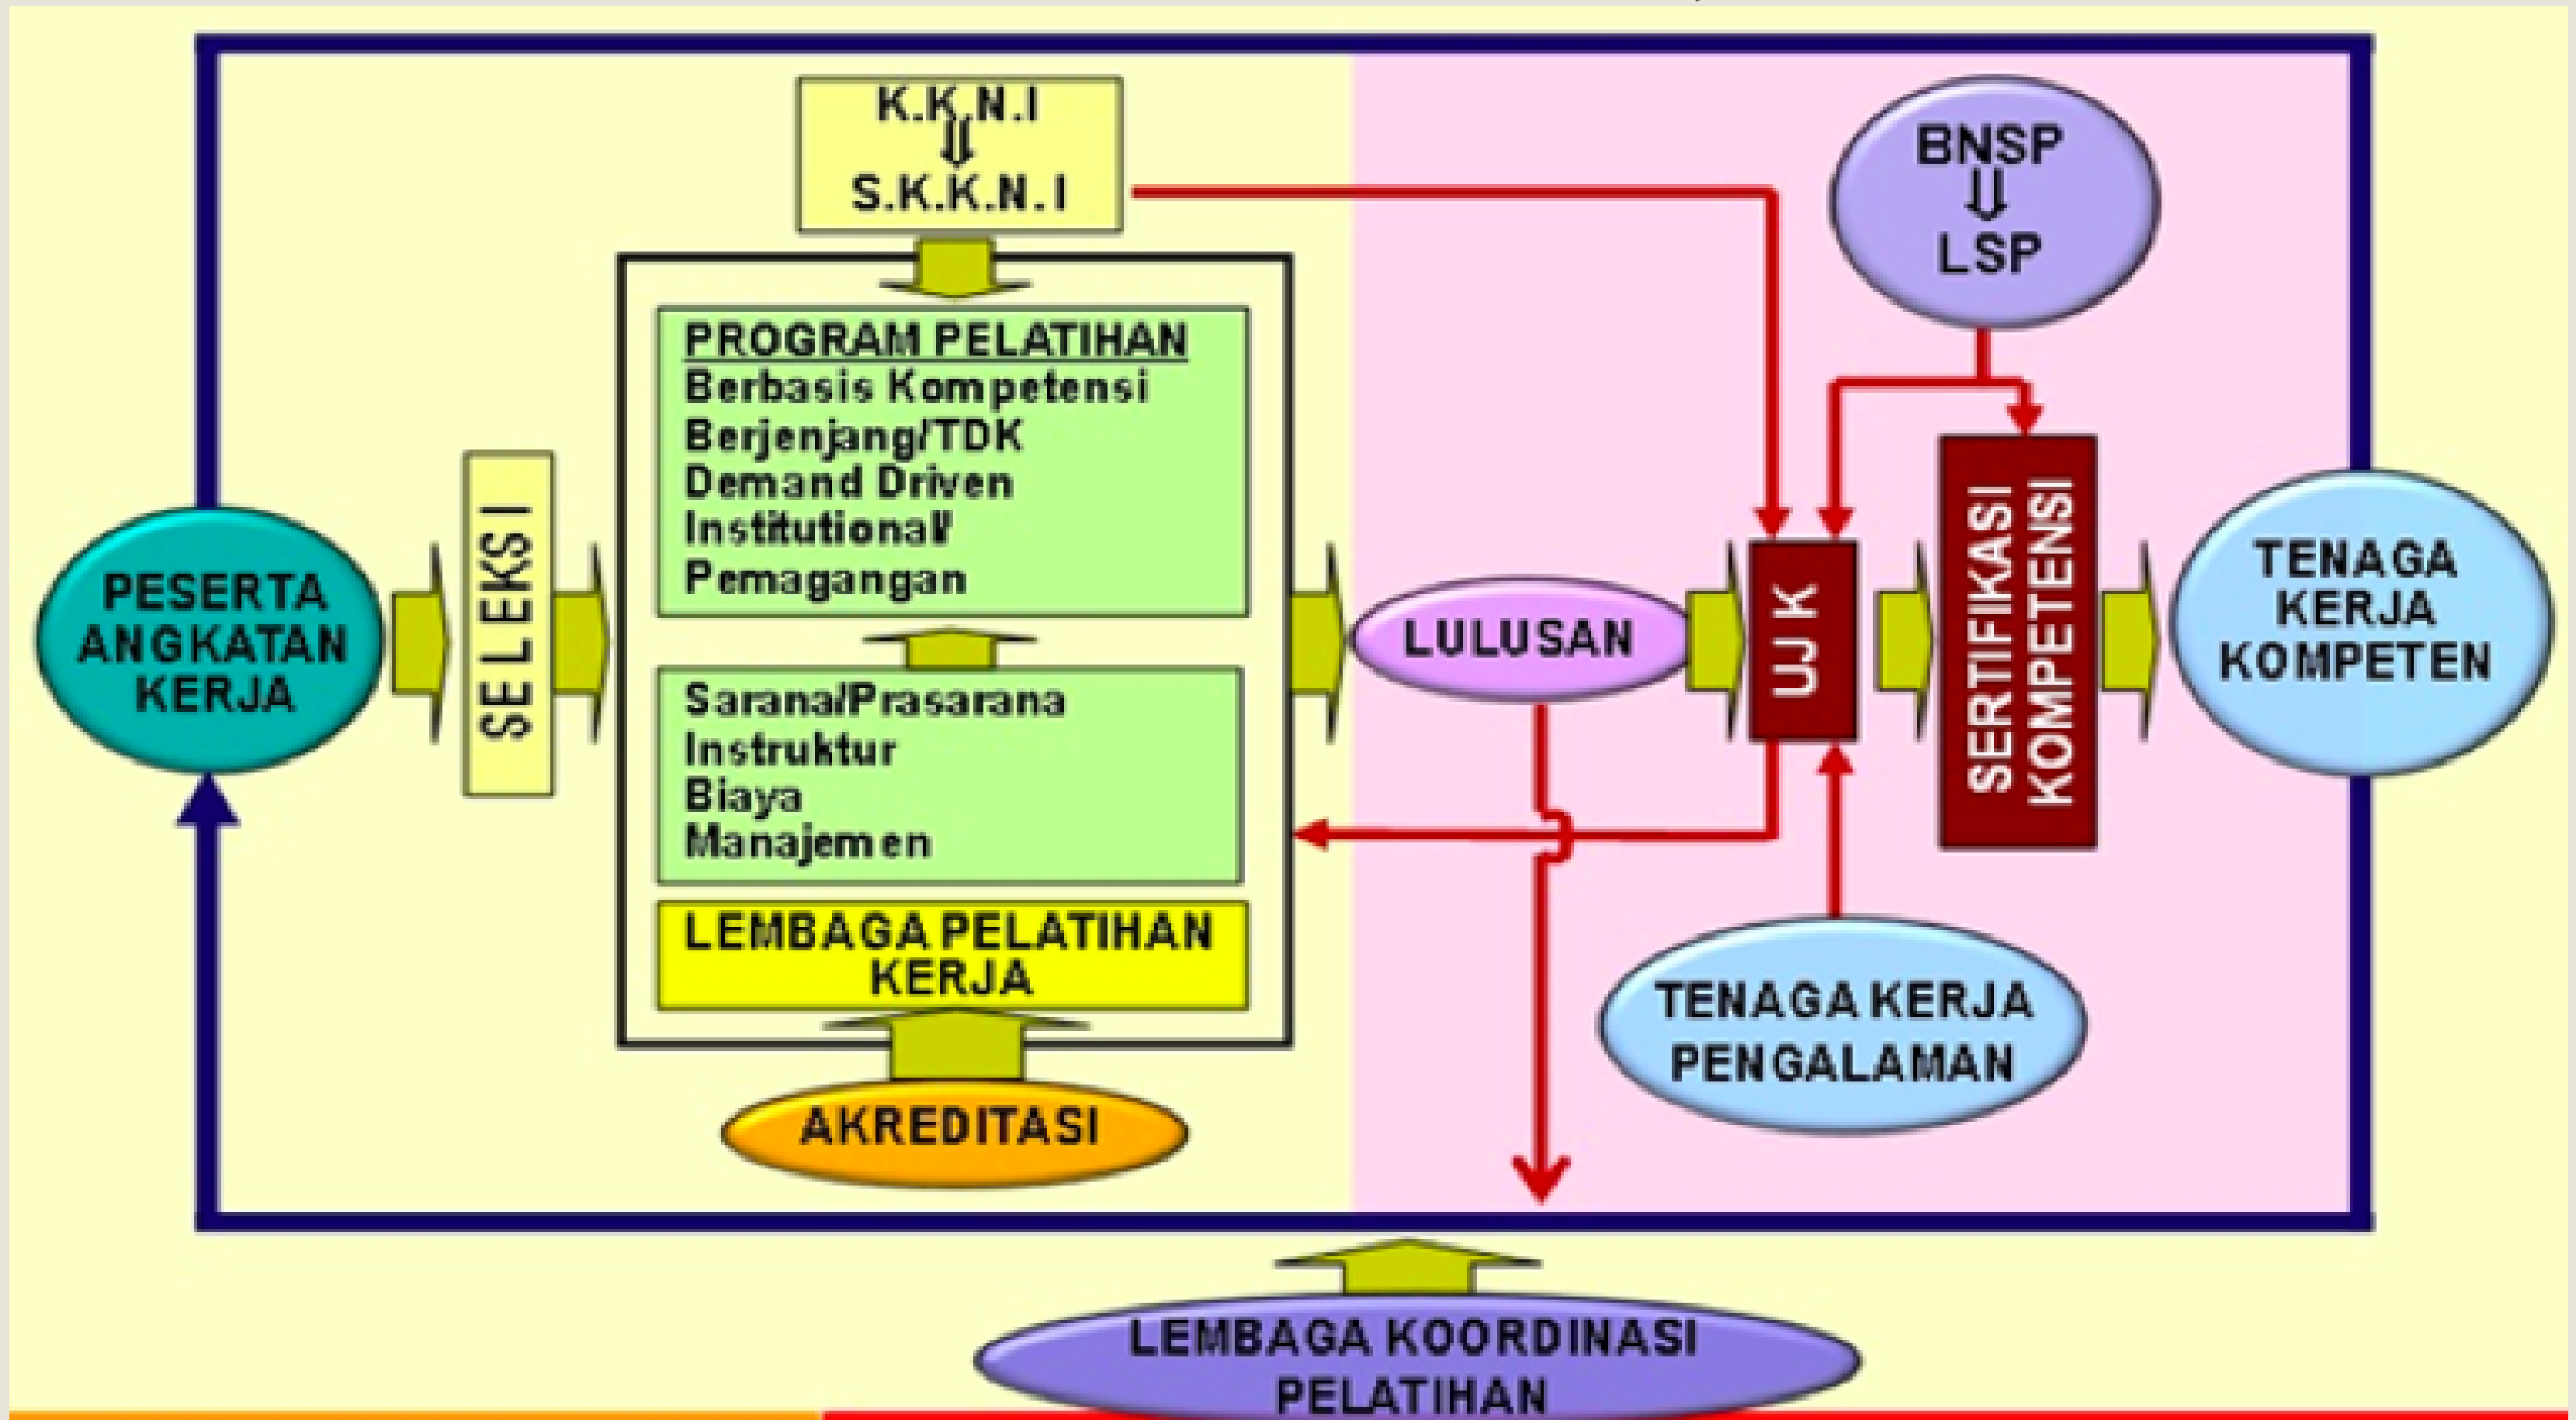 K.K.N.I
⇓
S.K.K.N.I
BNSP
⇓
LSP
PROGRAM PELATIHAN
Berbasis Kompetensi
Berjenjang/TDK
Demand Driven
Institutional/
Pemagangan
PESERTA
ANGKATAN
KERJA
SELEKSI
Sarana/Prasarana
Instruktur
Biaya
Manajemen
LEMBAGA PELATIHAN
KERJA
AKREDITASI
LULUSAN
UJK
SERTIFIKASI
KOMPETENSI
TENAGA
KERJA
KOMPETEN
TENAGA KERJA
PENGALAMAN
LEMBAGA KOORDINASI
PELATIHAN